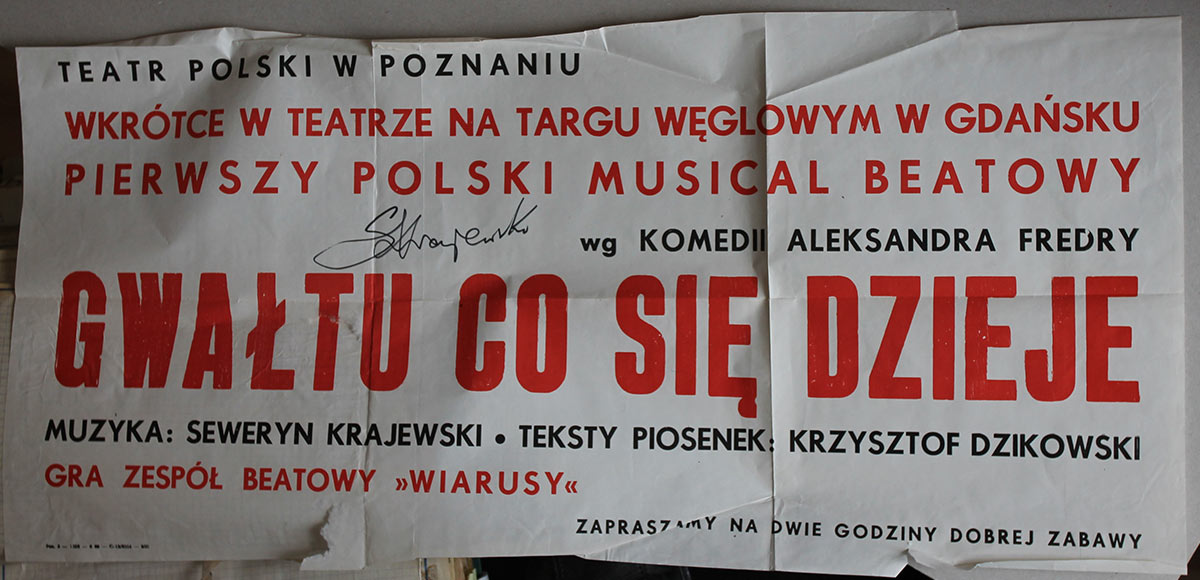 TEATR POLSKI W POZNANIU
WKRÓTCE W TEATRZE NA TARGU WĘGLOWYM W GDAŃSKU
PIERWSZY POLSKI MUSICAL BEATOWY
SKrajewski
wg KOMEDII ALEKSANDRA FREDRY
GWAŁTU CO SIĘ DZIEJE
MUZYKA: SEWERYN KRAJEWSKI • TEKSTY PIOSENEK: KRZYSZTOF DZIKOWSKI
GRA ZESPÓŁ BEATOWY »WIARUSY«
ZAPRASZAMY NA DWIE GODZINY DOBREJ ZABAWY